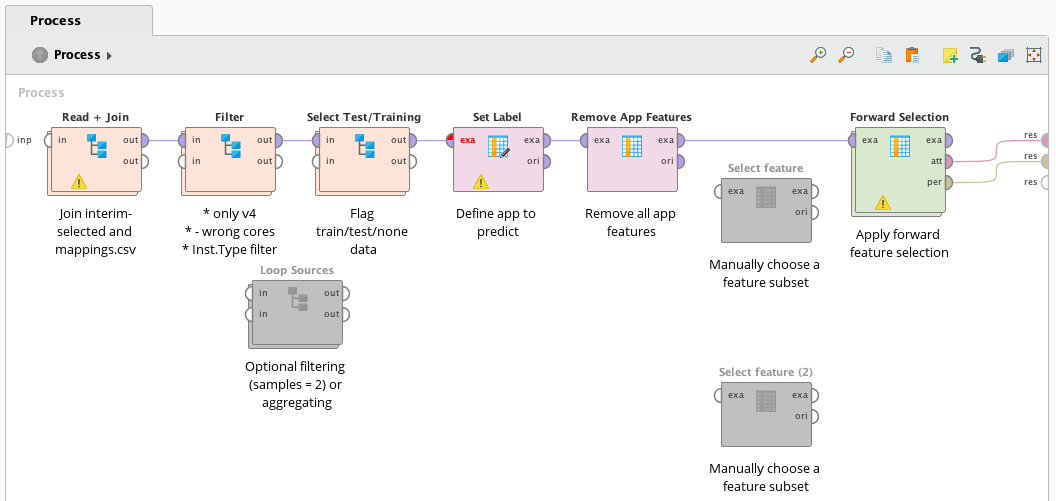 Process
Process
Process
inp
Read + Join
in
out
in
out
Join interim-
selected and
mappings.csv
Filter
in
out
in
out
* only v4
* - wrong cores
* Inst.Type filter
Select Test/Training
in
out
in
out
Flag
train/test/none
data
Set Label
exa
exa
ori
Define app to
predict
Remove App Features
exa
exa
ori
Remove all app
features
Select feature
exa
exa
ori
Manually choose a
feature subset
Forward Selection
exa
exa
att
per
Apply forward
feature selection
res
res
res
Loop Sources
in
out
in
out
Optional filtering
(samples = 2) or
aggregating
Select feature (2)
exa
exa
ori
Manually choose a
feature subset